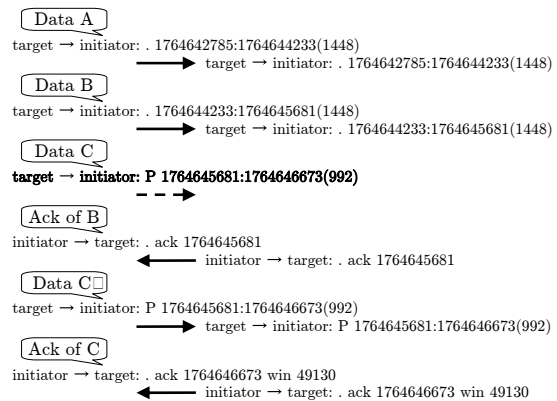 Data A
target → initiator: . 1764642785:1764644233(1448)
target → initiator: . 1764642785:1764644233(1448)
Data B
target → initiator: . 1764644233:1764645681(1448)
target → initiator: . 1764644233:1764645681(1448)
Data C
target → initiator: P 1764645681:1764646673(992)
Ack of B
initiator → target: . ack 1764645681
initiator → target: . ack 1764645681
Data C□
target → initiator: P 1764645681:1764646673(992)
target → initiator: P 1764645681:1764646673(992)
Ack of C
initiator → target: . ack 1764646673 win 49130
initiator → target: . ack 1764646673 win 49130